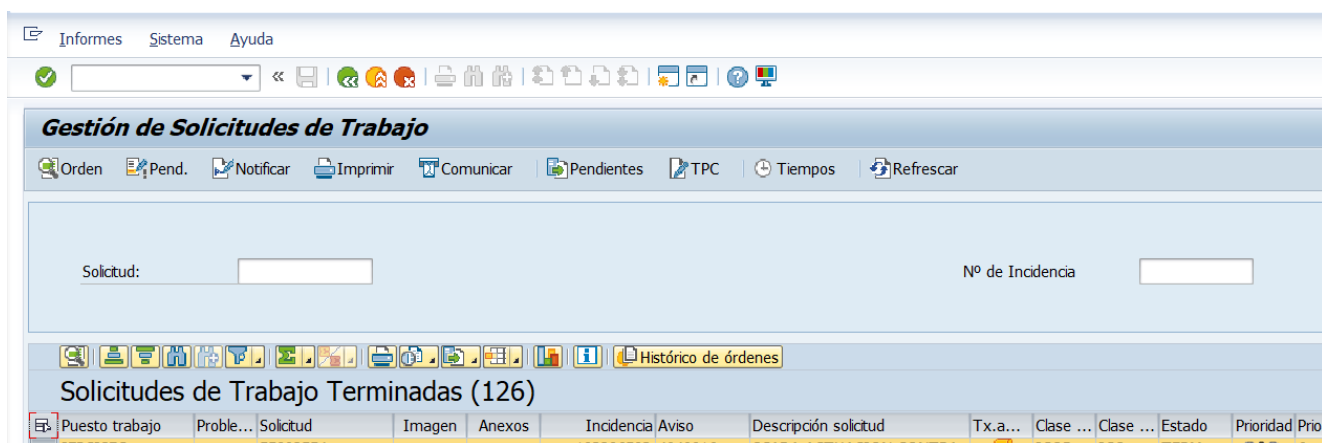 Informes Sistema Ayuda
Gestión de Solicitudes de Trabajo
Orden Pend. Notificar Imprimir Comunicar Pendientes TPC Tiempos Refrescar
Solicitud: Nº de Incidencia
Histórico de órdenes
Solicitudes de Trabajo Terminadas (126)
Puesto trabajo Proble... Solicitud Imagen Anexos Incidencia Aviso Descripción solicitud Tx.a... Clase ... Clase ... Estado Prioridad Prio